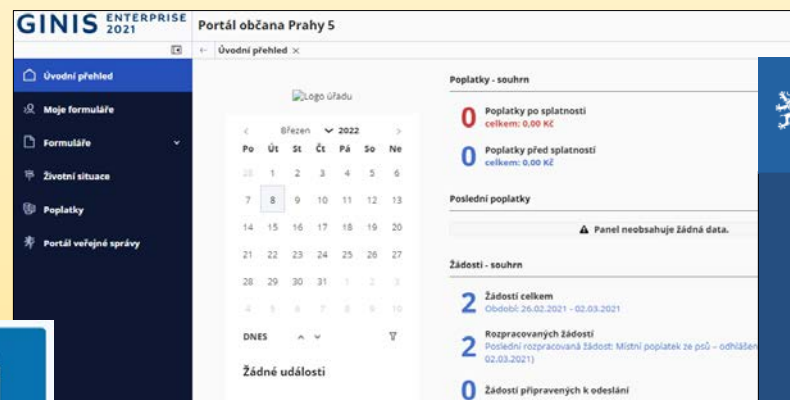 GINIS ENTERPRISE 2021
Portál občana Prahy 5
← Úvodní přehled ×
Úvodní přehled
Moje formuláře
Formuláře
Životní situace
Poplatky
Portál veřejné správy
Logo úřadu
< Březen 2022 >
Po Út St Čt Pá So Ne
28 1 2 3 4 5 6
7 8 9 10 11 12 13
14 15 16 17 18 19 20
21 22 23 24 25 26 27
28 29 30 31 1 2 3
4 5 6 7 8 9 10
DNES
Žádné události
Poplatky - souhrn
0 Poplatky po splatnosti
celkem: 0,00 Kč
0 Poplatky před splatností
celkem: 0,00 Kč
Poslední poplatky
Panel neobsahuje žádná data.
Žádosti - souhrn
2 Žádostí celkem
Období: 26.02.2021 - 02.03.2021
2 Rozpracovaných žádostí
Poslední rozpracovaná žádost: Místní poplatek ze psů – odhlášen
02.03.2021)
0 Žádostí připravených k odeslání